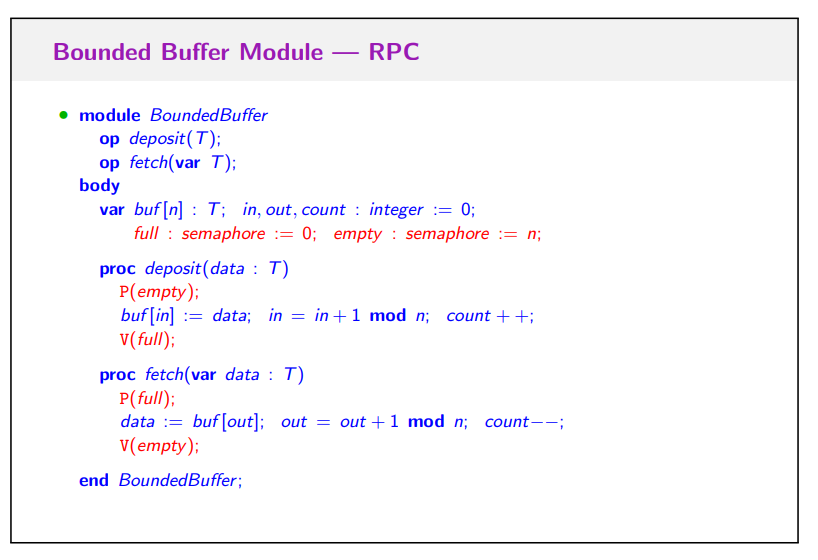 Bounded Buffer Module — RPC
• module BoundedBuffer
op deposit(T);
op fetch(var T);
body
var buf[n] : T; in, out, count : integer := 0;
full : semaphore := 0; empty : semaphore := n;
proc deposit(data : T)
P(empty);
buf[in] := data; in = in + 1 mod n; count + +;
V(full);
proc fetch(var data : T)
P(full);
data := buf[out]; out = out + 1 mod n; count−−;
V(empty);
end BoundedBuffer;